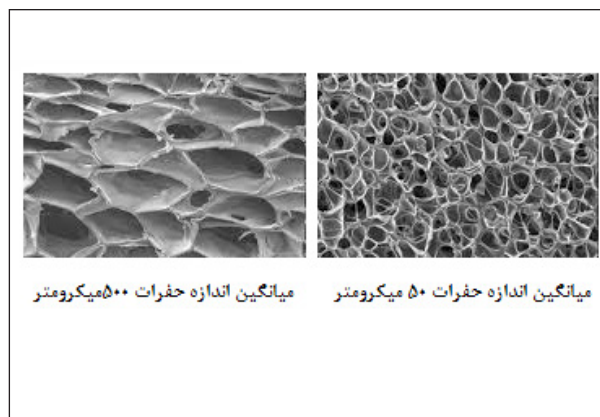 میانگین اندازه حفرات ۵۰ میکرومتر
میانگین اندازه حفرات ۵۰۰میکرومتر